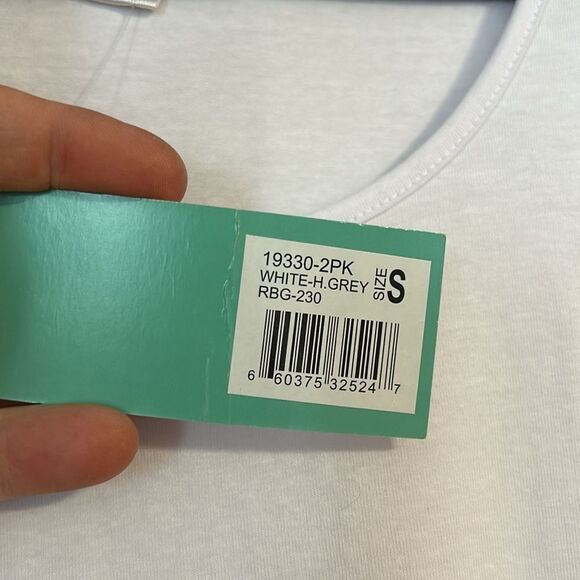 19330-2PK
WHITE-H.GREY
RBG-230
SIZE S
6 60375 32524 7